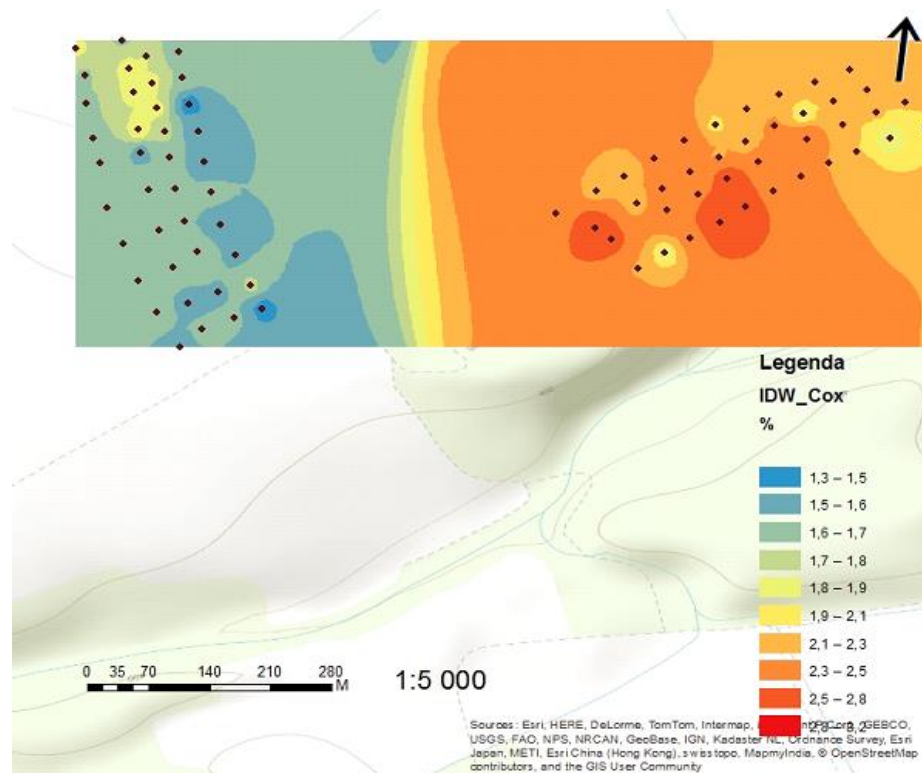 Legenda
IDW_Cox
%
1,3 – 1,5
1,5 – 1,6
1,6 – 1,7
1,7 – 1,8
1,8 – 1,9
1,9 – 2,1
2,1 – 2,3
2,3 – 2,5
2,5 – 2,8
0 35 70 140 210 280
M
1:5 000
Sources: Esri, HERE, DeLorme, TomTom, Intermap, GEBCO,
USGS, FAO, NPS, NRCAN, GeoBase, IGN, Kadaster NL, Ordnance Survey, Esri
Japan, METI, Esri China (Hong Kong), swisstopo, MapmyIndia, © OpenStreetMap
contributors, and the GIS User Community